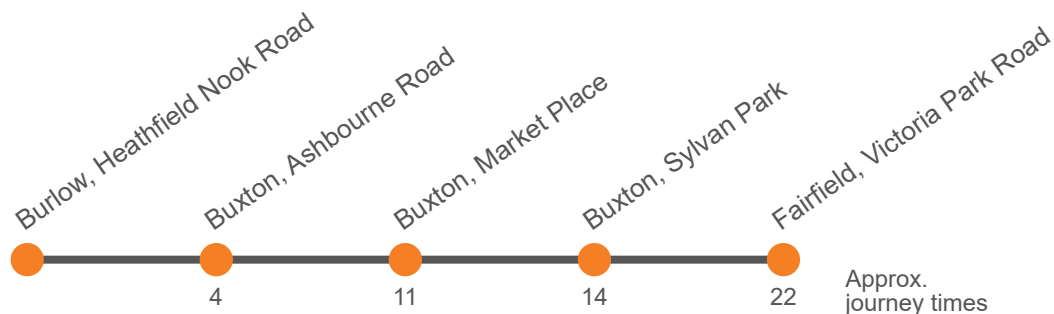 Burlow, Heathfield Nook Road
Buxton, Ashbourne Road
Buxton, Market Place
Buxton, Sylvan Park
Fairfield, Victoria Park Road
4
11
14
22
Approx.
journey times